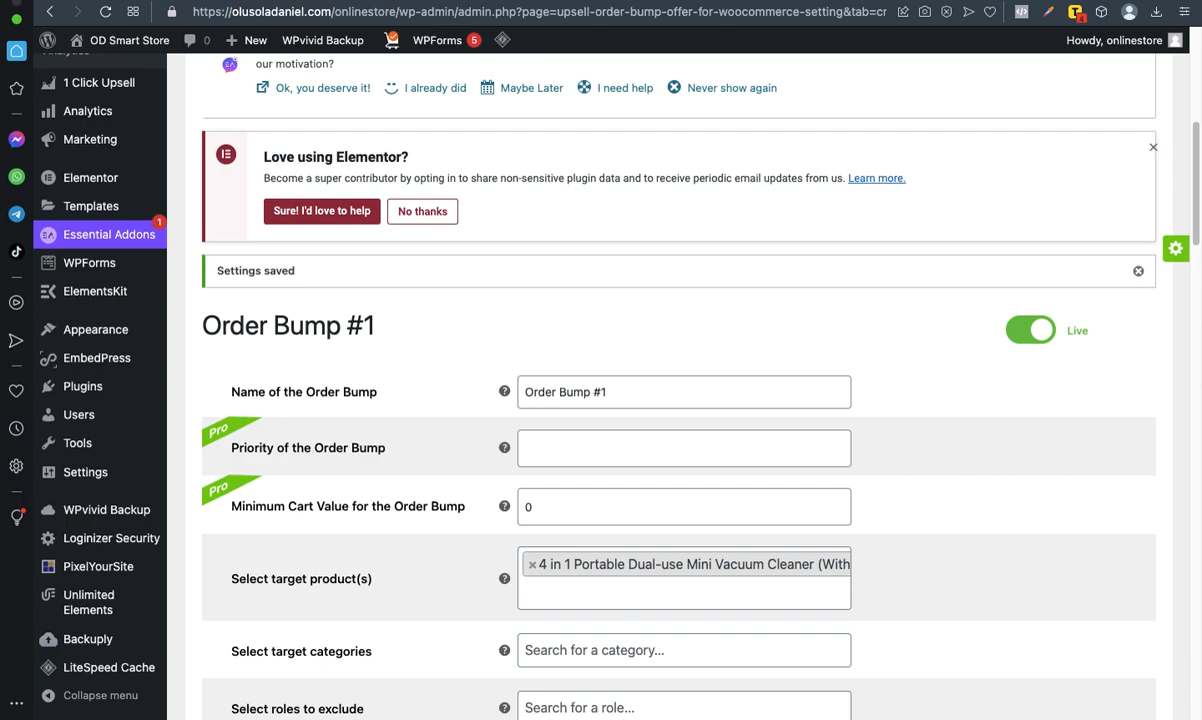 https://olusoladaniel.com/onlinestore/wp-admin/admin.php?page=upsell-order-bump-offer-for-woocommerce-setting&tab=cr
4
OD Smart Store
0
New
WPvivid Backup
WPForms 5
Howdy, onlinestore
1 Click Upsell
Analytics
Marketing
Elementor
Templates
Essential Addons 1
WPForms
ElementsKit
Appearance
EmbedPress
Plugins
Users
Tools
Settings
WPvivid Backup
Loginizer Security
PixelYourSite
Unlimited
Elements
Backuply
LiteSpeed Cache
Collapse menu
our motivation?
Ok, you deserve it!
I already did
Maybe Later
I need help
Never show again
Love using Elementor?
Become a super contributor by opting in to share non-sensitive plugin data and to receive periodic email updates from us. Learn more.
Sure! I'd love to help
No thanks
Settings saved
Order Bump #1
Live
Name of the Order Bump
Order Bump #1
Pro
Priority of the Order Bump
Pro
Minimum Cart Value for the Order Bump
0
Select target product(s)
×4 in 1 Portable Dual-use Mini Vacuum Cleaner (With
Select target categories
Search for a category...
Select roles to exclude
Search for a role...